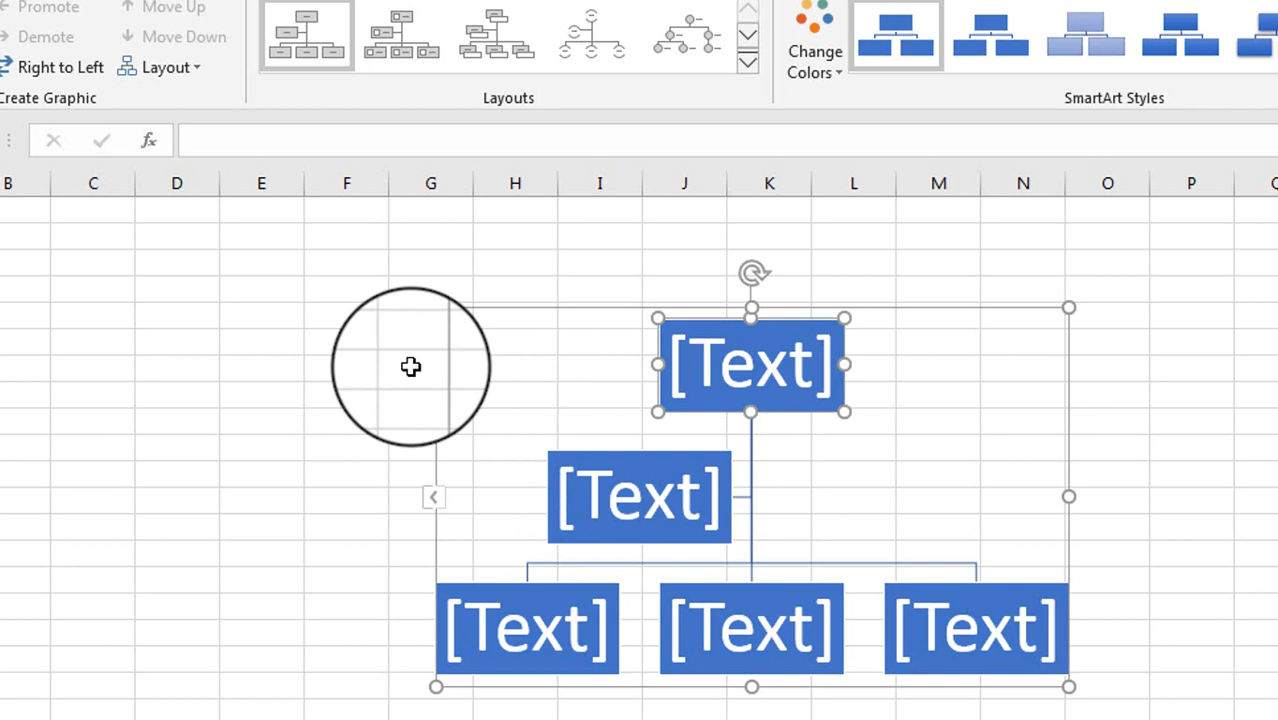 Promote
Move Up
Demote
Move Down
Right to Left
Layout
Create Graphic
Layouts
Change
Colors
SmartArt Styles
fx
B C D E F G H I J K L M N O P Q
[Text]
[Text]
[Text] [Text] [Text]